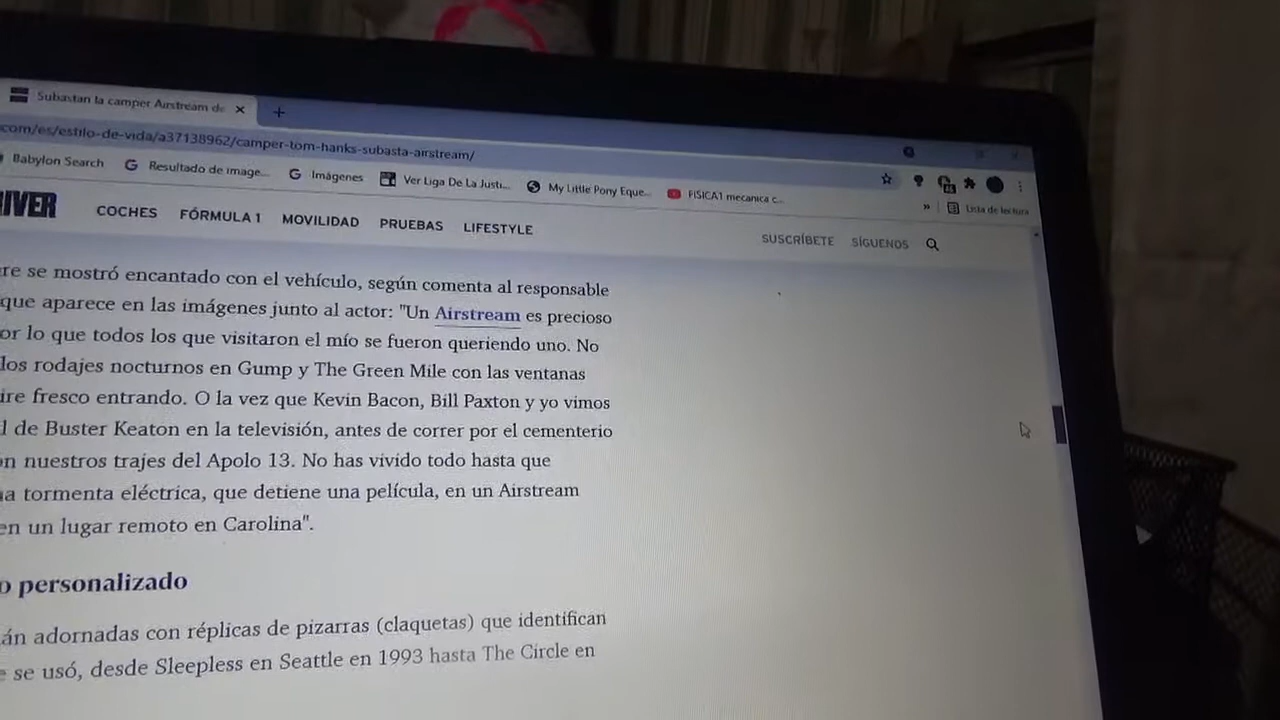 Subastan la camper Airstream de
com/es/estilo-de-vida/a37138962/camper-tom-hanks-subasta-airstream/
Babylon Search Resultado de image... Imágenes Ver Liga De La Justi... My Little Pony Eque... FISICA1 mecanica c... » Lista de lectura
RIVER COCHES FÓRMULA 1 MOVILIDAD PRUEBAS LIFESTYLE SUSCRÍBETE SÍGUENOS
re se mostró encantado con el vehículo, según comenta al responsable
que aparece en las imágenes junto al actor: "Un Airstream es precioso
or lo que todos los que visitaron el mío se fueron queriendo uno. No
los rodajes nocturnos en Gump y The Green Mile con las ventanas
ire fresco entrando. O la vez que Kevin Bacon, Bill Paxton y yo vimos
l de Buster Keaton en la televisión, antes de correr por el cementerio
on nuestros trajes del Apolo 13. No has vivido todo hasta que
na tormenta eléctrica, que detiene una película, en un Airstream
en un lugar remoto en Carolina".
o personalizado
án adornadas con réplicas de pizarras (claquetas) que identifican
e se usó, desde Sleepless en Seattle en 1993 hasta The Circle en